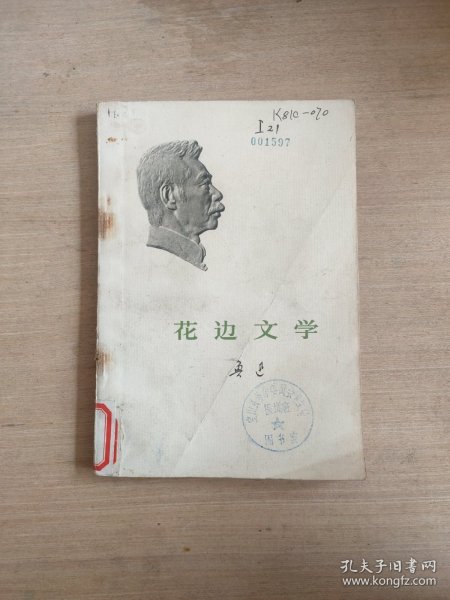 K810-070
I21
001597
花边文学
鲁迅
图书室
孔夫子旧书网
www.kongfz.com